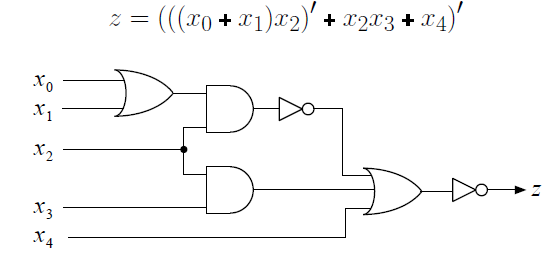 z = (((x₀ + x₁)x₂)′ + x₂x₃ + x₄)′
x₀
x₁
x₂
x₃
x₄
z